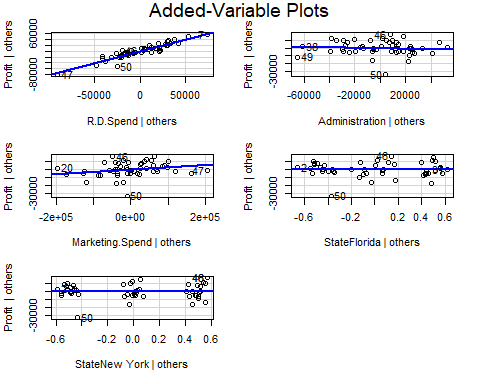 Added-Variable Plots
Profit | others
-80000 60000
47
50
7
-50000 0 50000
R.D.Spend | others
Profit | others
-30000
38
49
46
50
-60000 -20000 20000
Administration | others
Profit | others
-30000
20
46
50
47
-2e+05 0e+00 2e+05
Marketing.Spend | others
Profit | others
-30000
2
46
50
-0.6 -0.2 0.2 0.4 0.6
StateFlorida | others
Profit | others
-30000
50
46
-0.6 -0.2 0.2 0.4 0.6
StateNew York | others